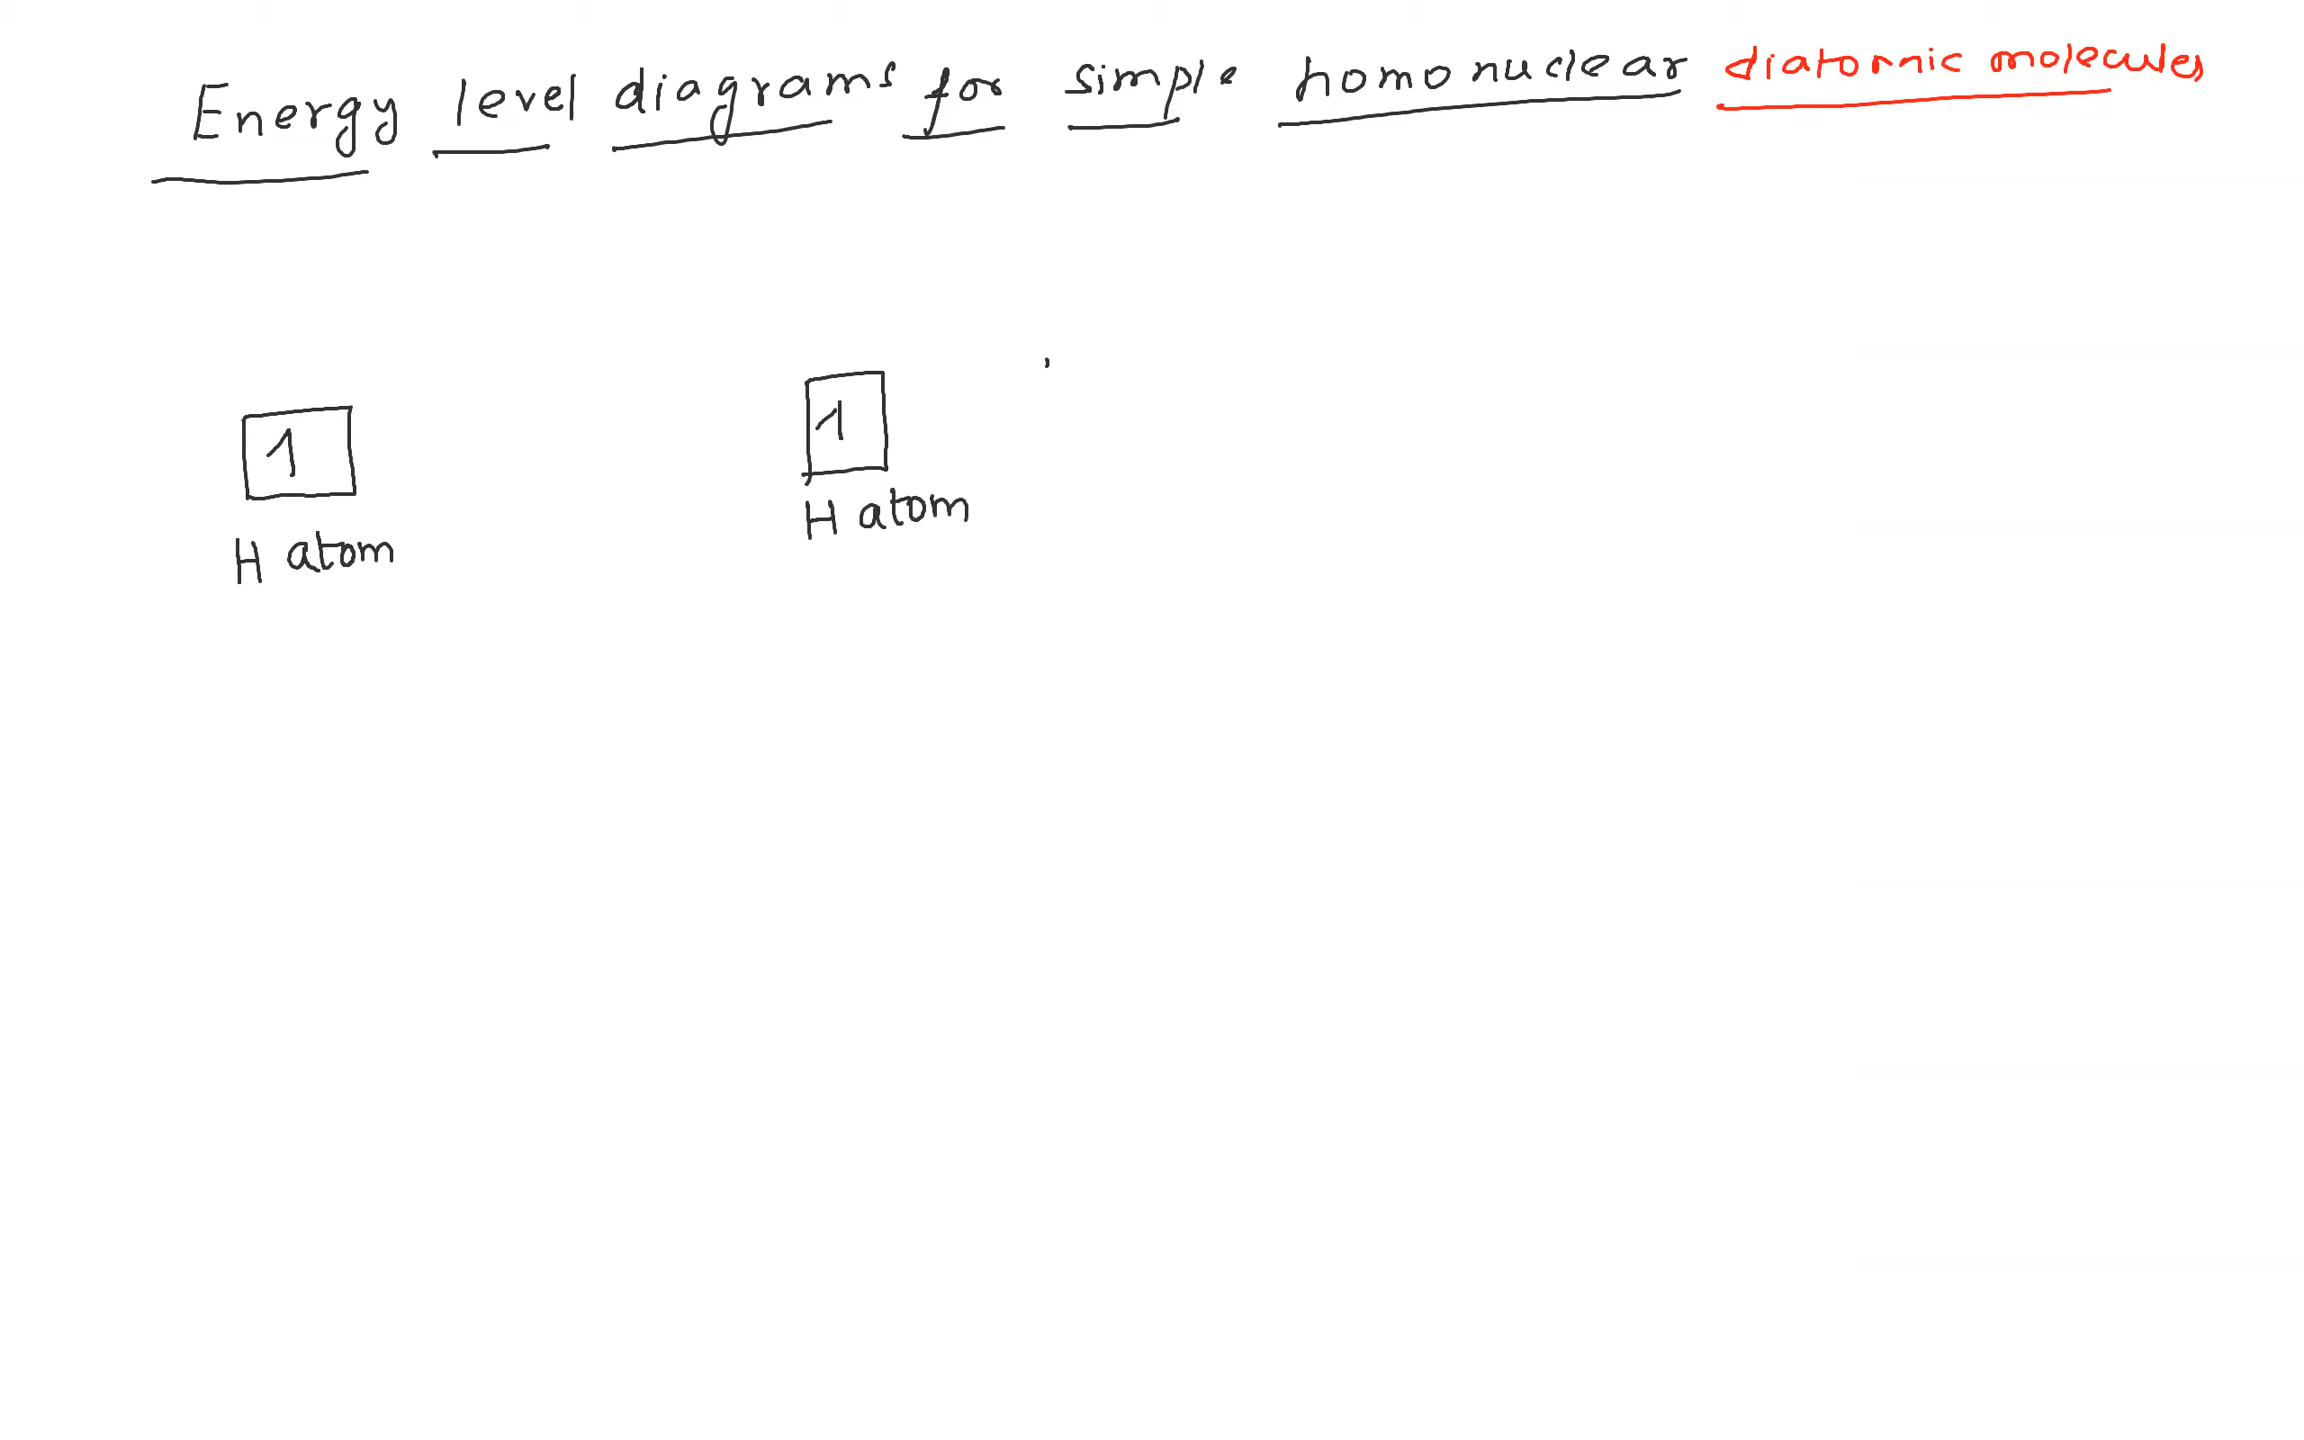 Energy level diagrams for simple homonuclear diatomic molecules
1 1
H atom H atom